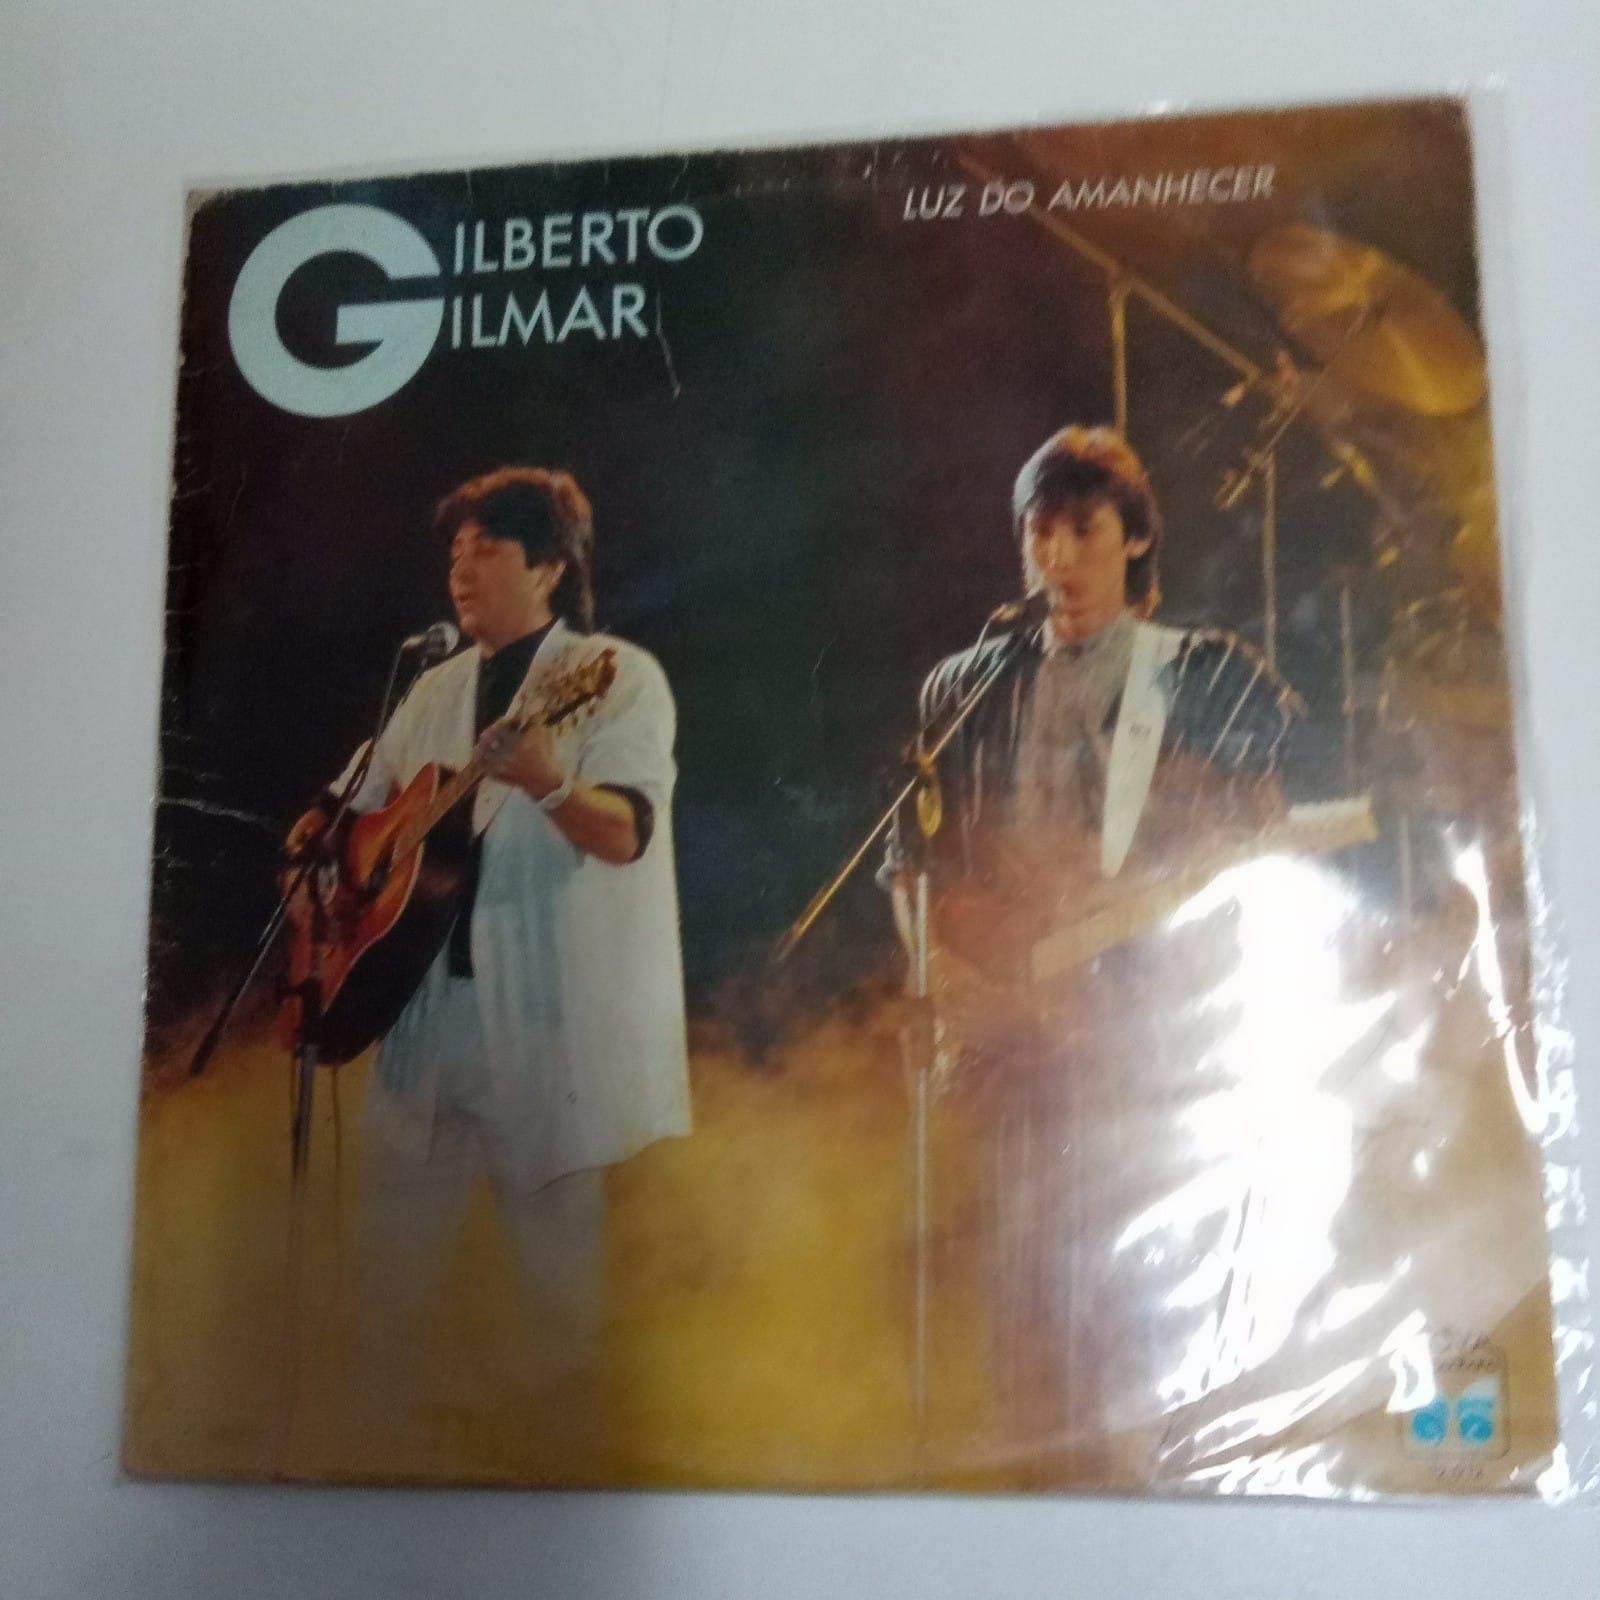 GILBERTO
GILMAR
LUZ DO AMANHECER